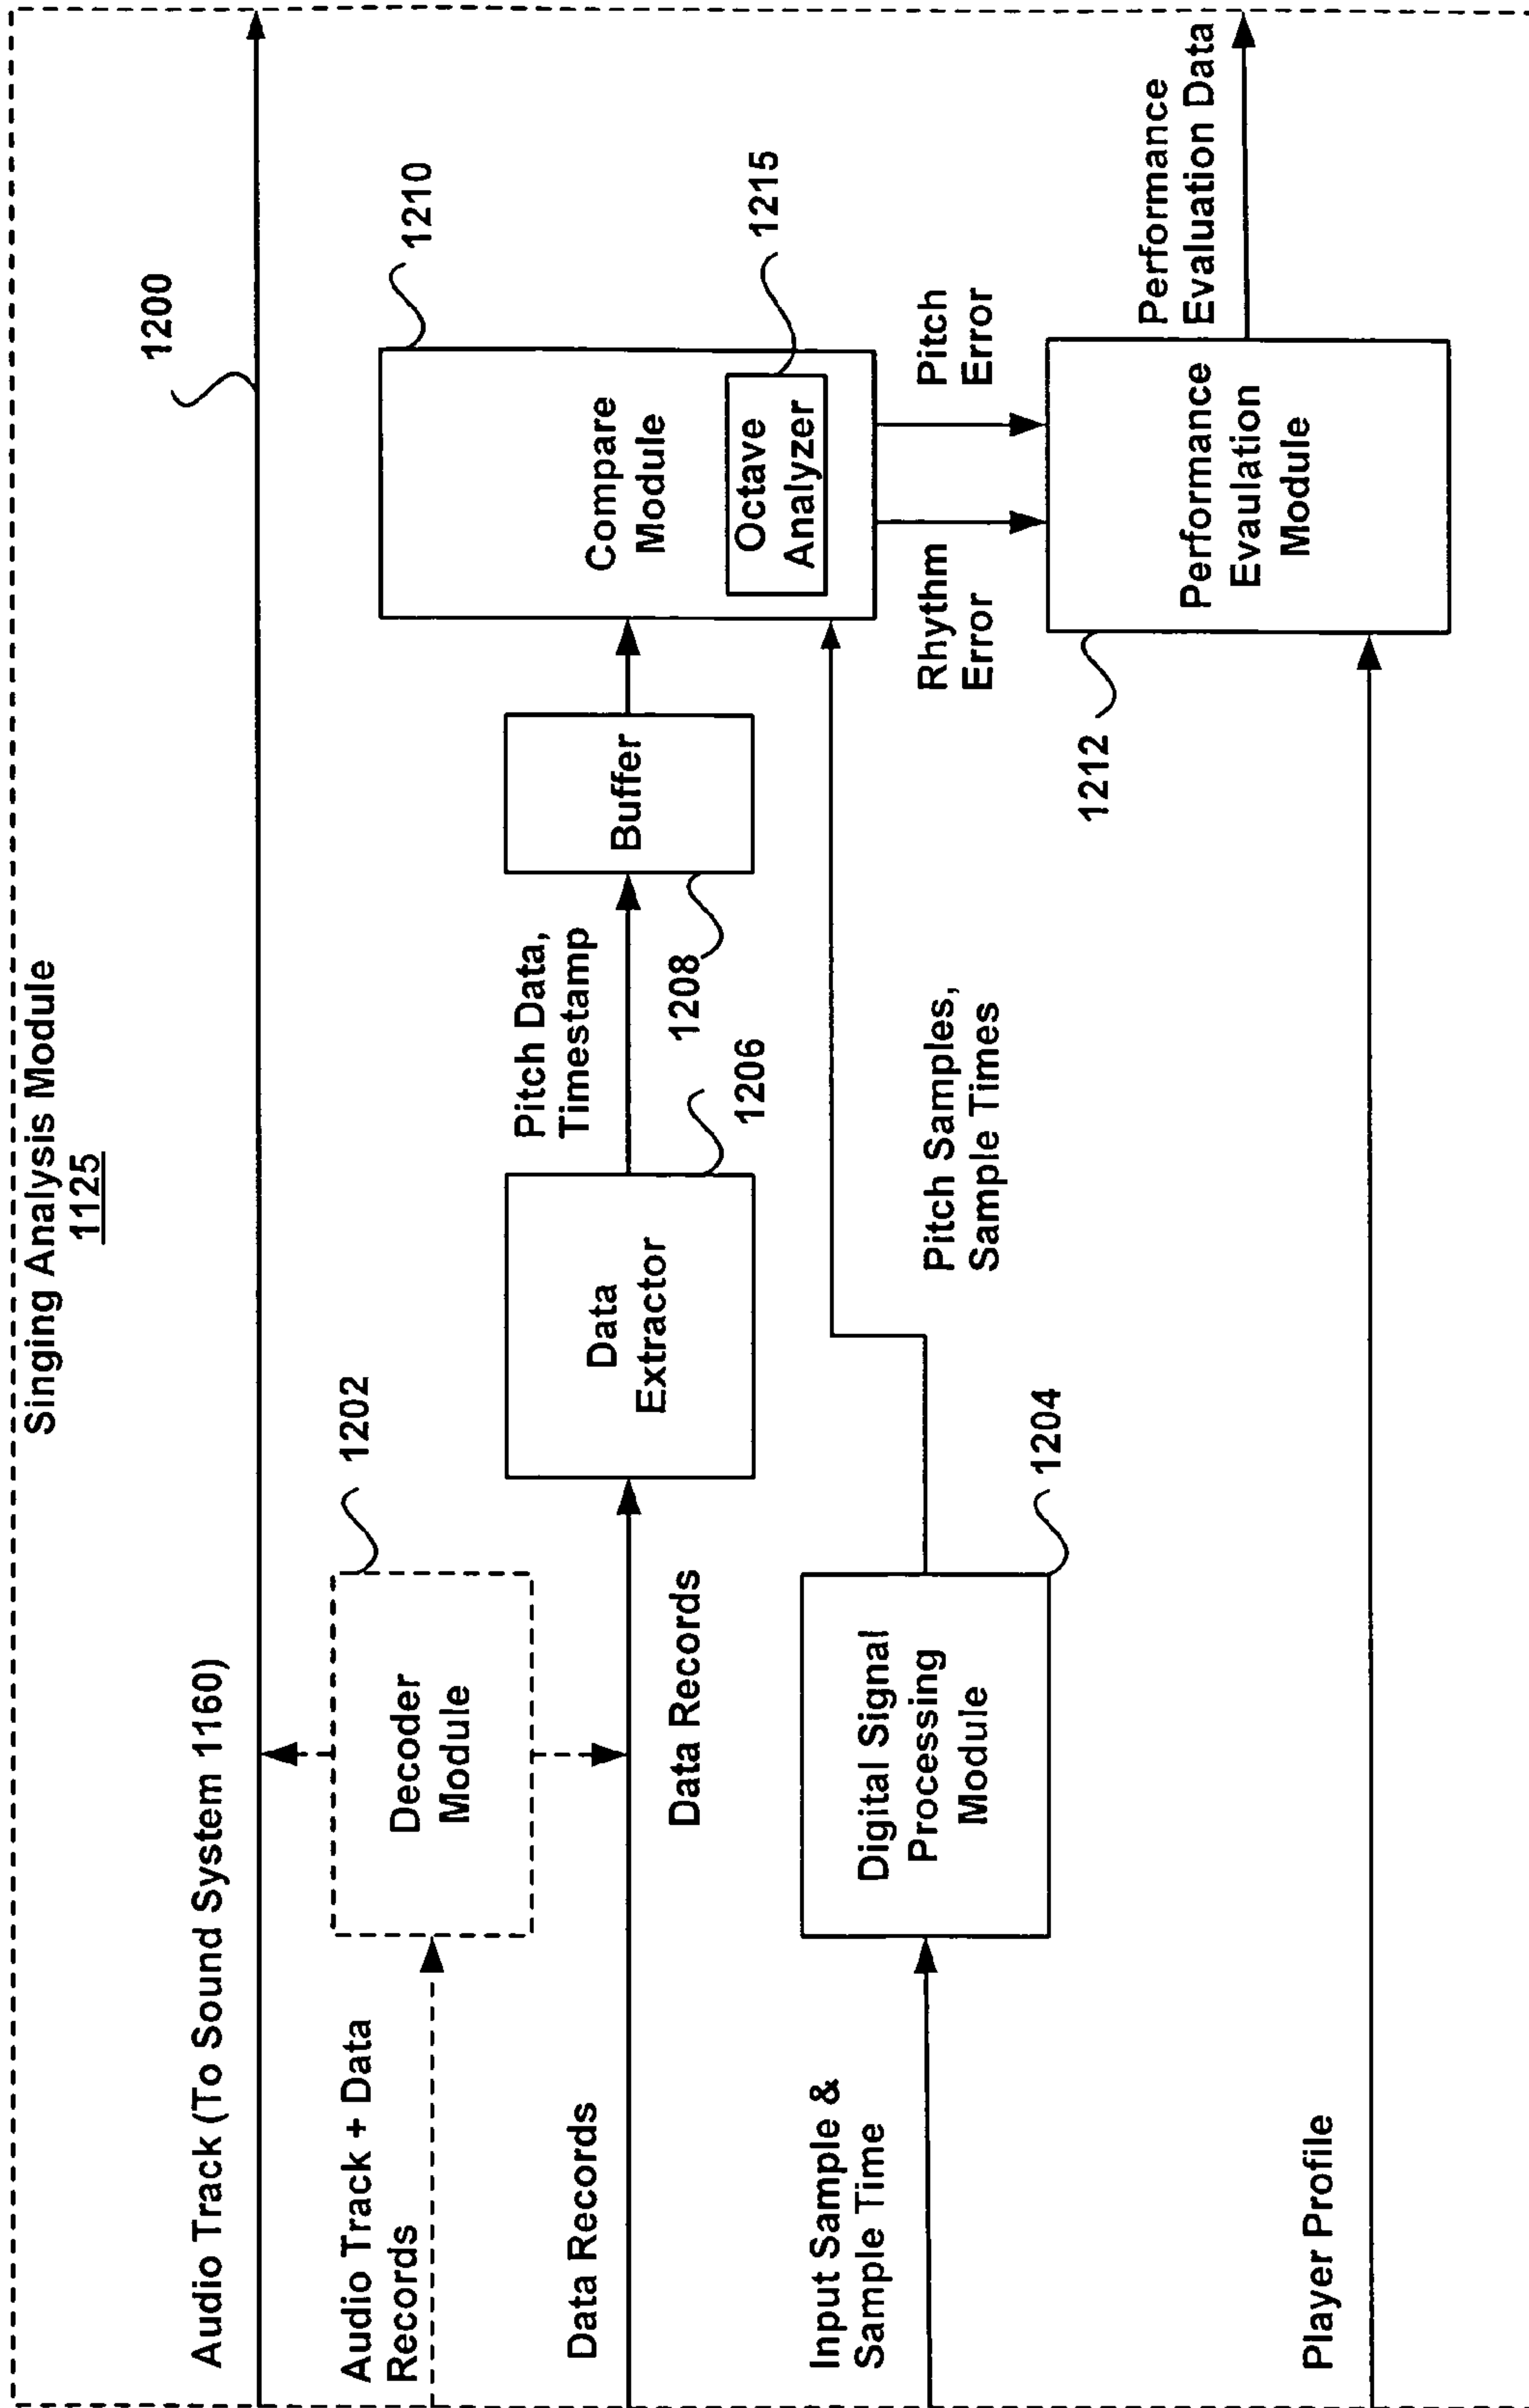 Singing Analysis Module
1125
Audio Track (To Sound System 1160)
1200
Audio Track + Data
Records
Decoder
Module
1202
Data Records
Data Records
Data
Extractor
1206
Pitch Data,
Timestamp
Buffer
1208
Compare
Module
1210
Octave
Analyzer
1215
Input Sample &
Sample Time
Digital Signal
Processing
Module
1204
Pitch Samples,
Sample Times
Rhythm
Error
Pitch
Error
Player Profile
Performance
Evaulation
Module
1212
Performance
Evaluation Data